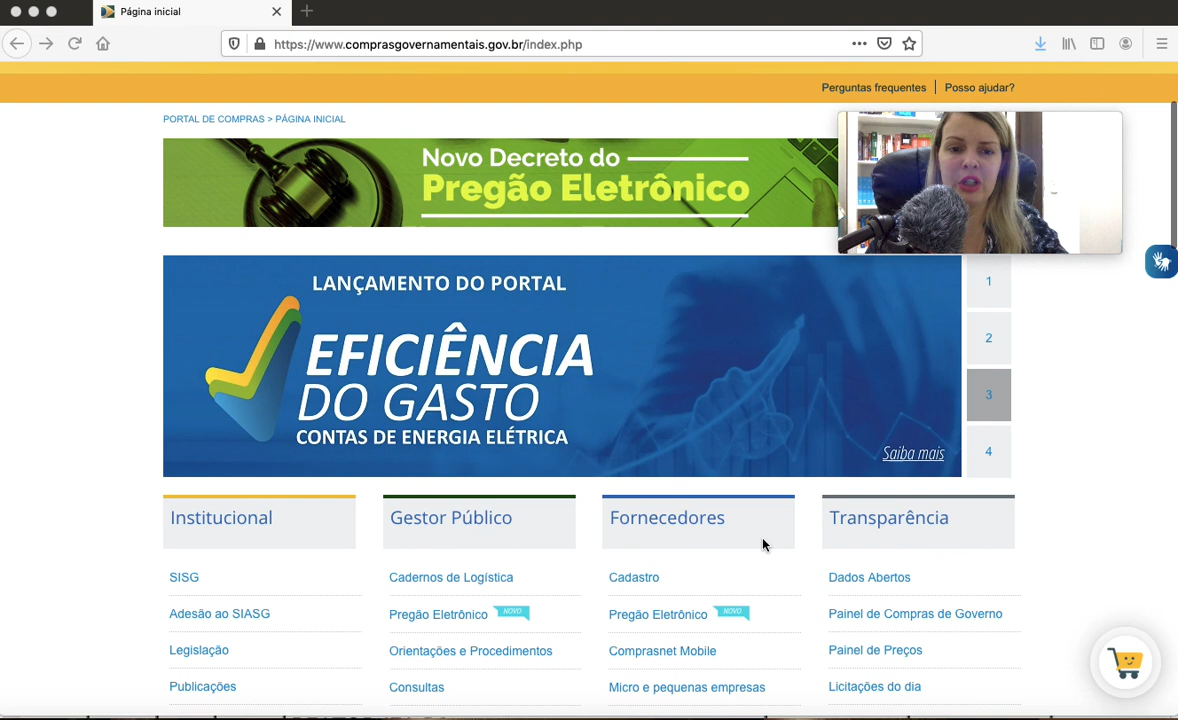 Página inicial
https://www.comprasgovernamentais.gov.br/index.php
Perguntas frequentes
Posso ajudar?
PORTAL DE COMPRAS > PÁGINA INICIAL
Novo Decreto do
Pregão Eletrônico
LANÇAMENTO DO PORTAL
EFICIÊNCIA
DO GASTO
CONTAS DE ENERGIA ELÉTRICA
Saiba mais
1
2
3
4
Institucional
SISG
Adesão ao SIASG
Legislação
Publicações
Gestor Público
Cadernos de Logística
Pregão Eletrônico NOVO
Orientações e Procedimentos
Consultas
Fornecedores
Cadastro
Pregão Eletrônico NOVO
Comprasnet Mobile
Micro e pequenas empresas
Transparência
Dados Abertos
Painel de Compras de Governo
Painel de Preços
Licitações do dia